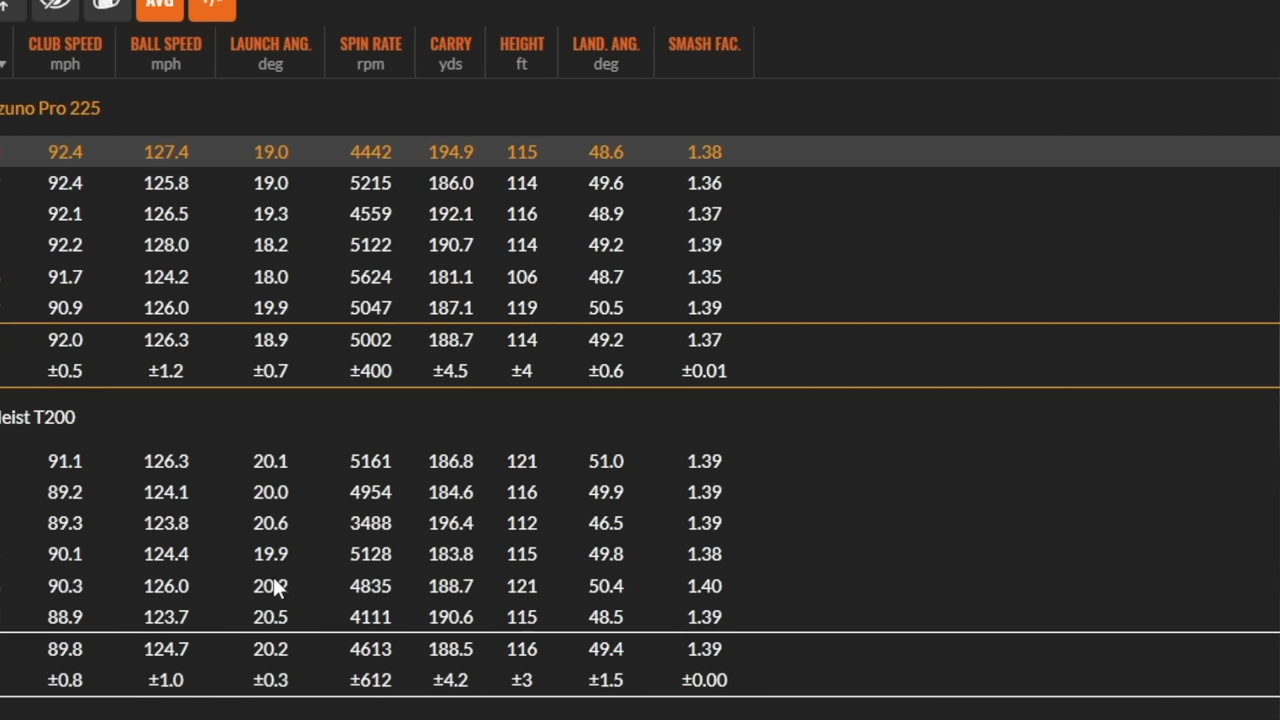 AVG +/-
CLUB SPEED BALL SPEED LAUNCH ANG. SPIN RATE CARRY HEIGHT LAND. ANG. SMASH FAC.
mph mph deg rpm yds ft deg
zuno Pro 225
92.4 127.4 19.0 4442 194.9 115 48.6 1.38
92.4 125.8 19.0 5215 186.0 114 49.6 1.36
92.1 126.5 19.3 4559 192.1 116 48.9 1.37
92.2 128.0 18.2 5122 190.7 114 49.2 1.39
91.7 124.2 18.0 5624 181.1 106 48.7 1.35
90.9 126.0 19.9 5047 187.1 119 50.5 1.39
92.0 126.3 18.9 5002 188.7 114 49.2 1.37
±0.5 ±1.2 ±0.7 ±400 ±4.5 ±4 ±0.6 ±0.01
leist T200
91.1 126.3 20.1 5161 186.8 121 51.0 1.39
89.2 124.1 20.0 4954 184.6 116 49.9 1.39
89.3 123.8 20.6 3488 196.4 112 46.5 1.39
90.1 124.4 19.9 5128 183.8 115 49.8 1.38
90.3 126.0 4835 188.7 121 50.4 1.40
88.9 123.7 20.5 4111 190.6 115 48.5 1.39
89.8 124.7 20.2 4613 188.5 116 49.4 1.39
±0.8 ±1.0 ±0.3 ±612 ±4.2 ±3 ±1.5 ±0.00